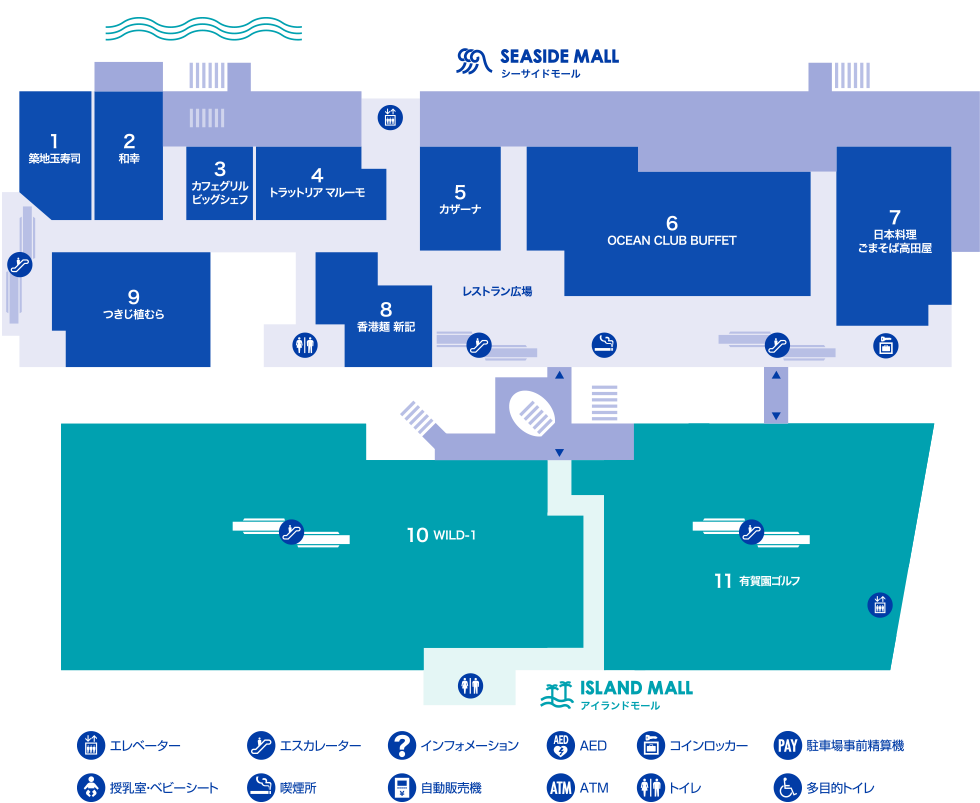 SEASIDE MALL
シーサイドモール
1
築地玉寿司
2
和幸
3
カフェグリル
ビッグシェフ
4
トラットリア マルーモ
5
カザーナ
6
OCEAN CLUB BUFFET
7
日本料理
ごまそば高田屋
9
つきじ植むら
8
香港麺 新記
レストラン広場
10 WILD-1
11 有賀園ゴルフ
ISLAND MALL
アイランドモール
エレベーター
エスカレーター
? インフォメーション
AED AED
コインロッカー
PAY 駐車場事前精算機
授乳室・ベビーシート
喫煙所
自動販売機
ATM ATM
トイレ
多目的トイレ